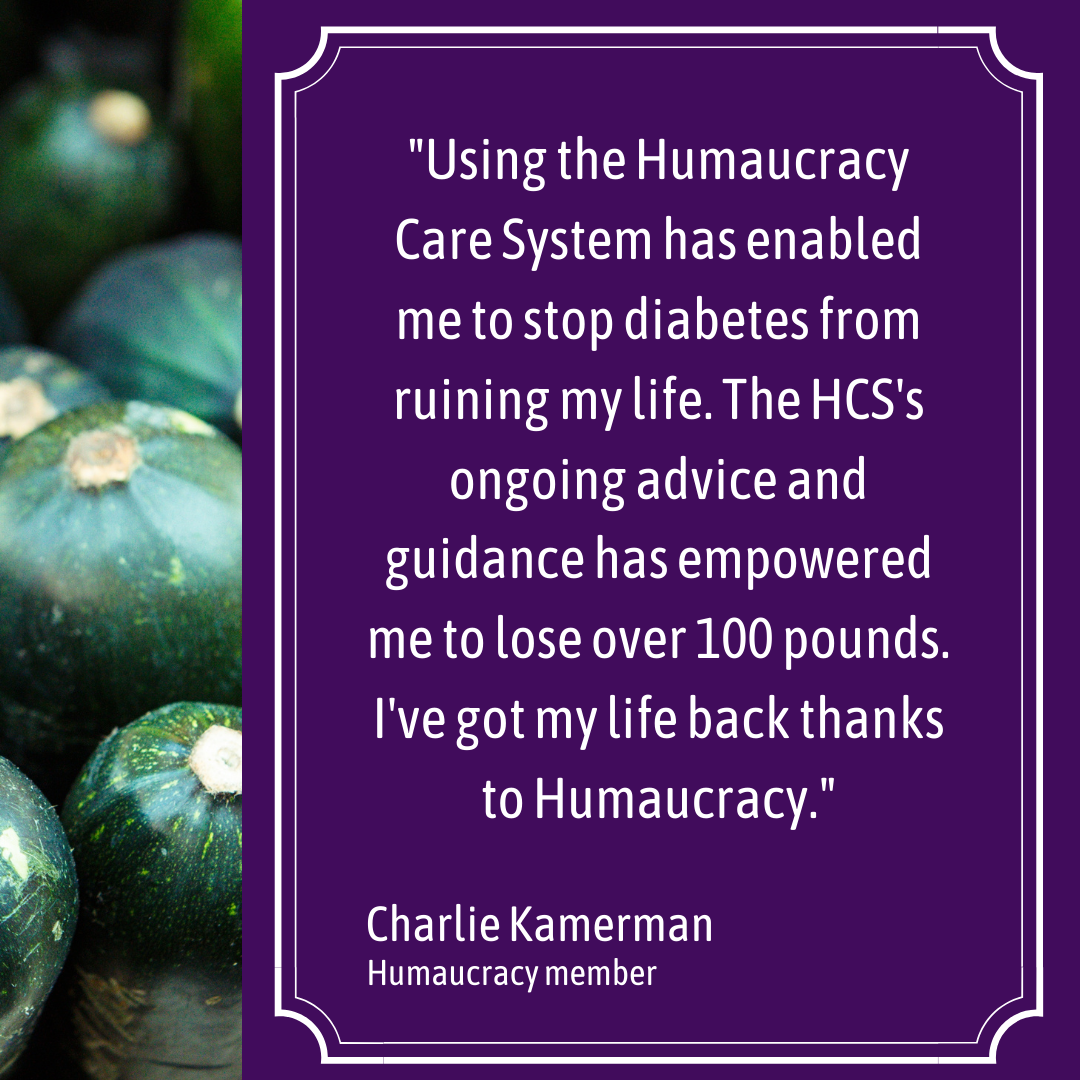 "Using the Humaucracy
Care System has enabled
me to stop diabetes from
ruining my life. The HCS's
ongoing advice and
guidance has empowered
me to lose over 100 pounds.
I've got my life back thanks
to Humaucracy."
Charlie Kamerman
Humaucracy member